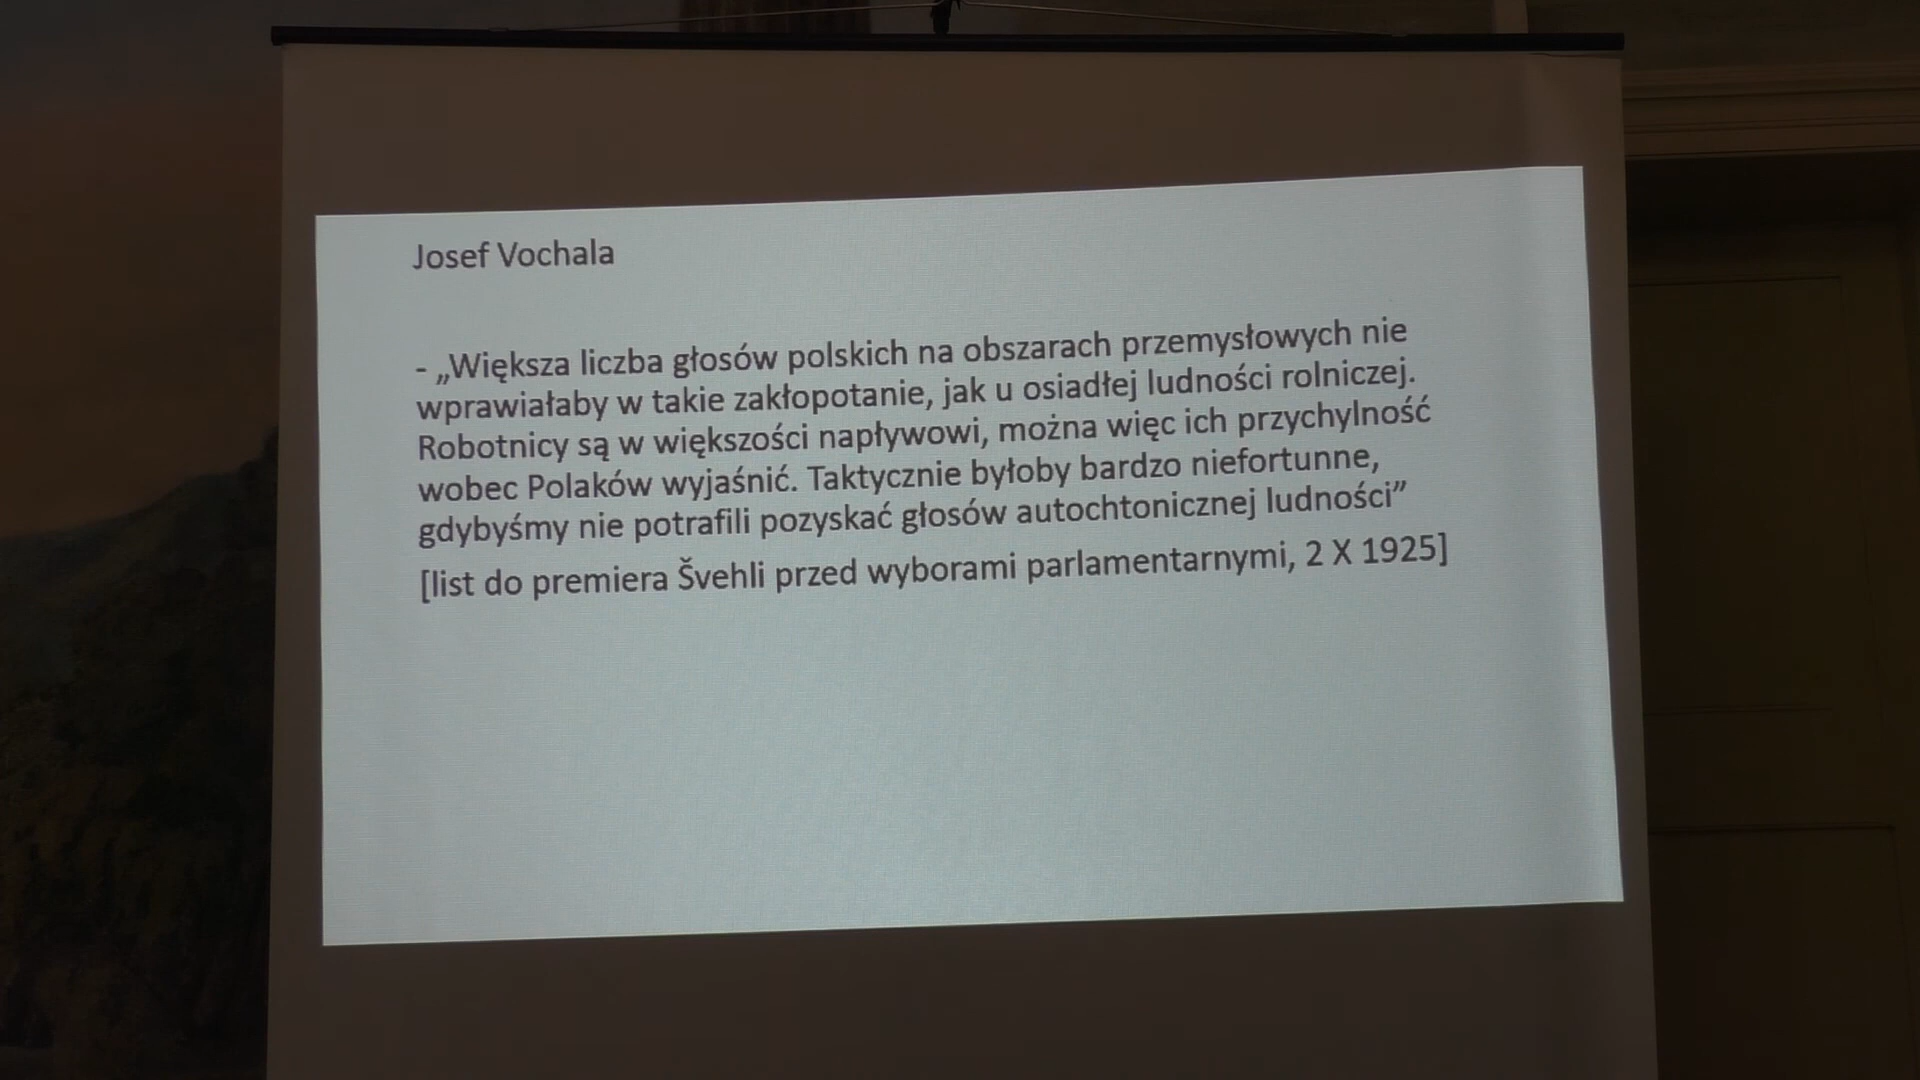 Josef Vochala
- „Większa liczba głosów polskich na obszarach przemysłowych nie
wprawiałaby w takie zakłopotanie, jak u osiadłej ludności rolniczej.
Robotnicy są w większości napływowi, można więc ich przychylność
wobec Polaków wyjaśnić. Taktycznie byłoby bardzo niefortunne,
gdybyśmy nie potrafili pozyskać głosów autochtonicznej ludności”
[list do premiera Švehli przed wyborami parlamentarnymi, 2 X 1925]